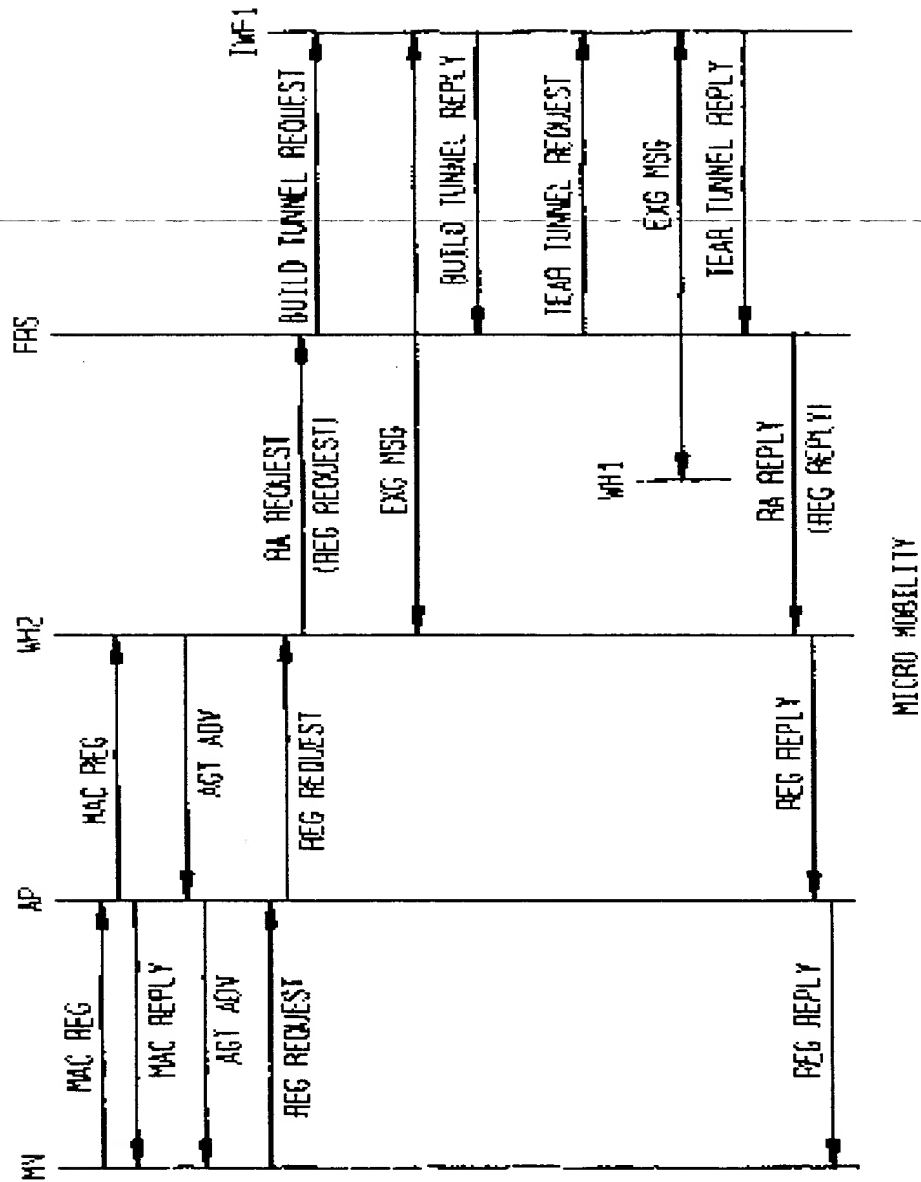 MN
AP
WH2
FAS
IWF1
MAC REG
MAC REG
MAC REPLY
AGT ADV
AGT ADV
REG REQUEST
REG REQUEST
RA REQUEST
(REG REQUEST)
BUILD TUNNEL REQUEST
EXG MSG
BUILD TUNNEL REPLY
TEAR TUNNEL REQUEST
WH1
EXG MSG
TEAR TUNNEL REPLY
RA REPLY
(REG REPLY)
REG REPLY
REG REPLY
MICRO MOBILITY